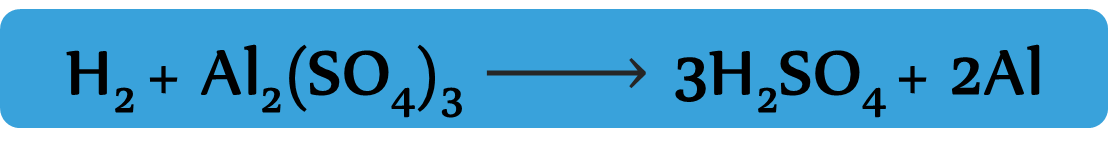 H₂ + Al₂(SO₄)₃ ⟶ 3H₂SO₄ + 2Al